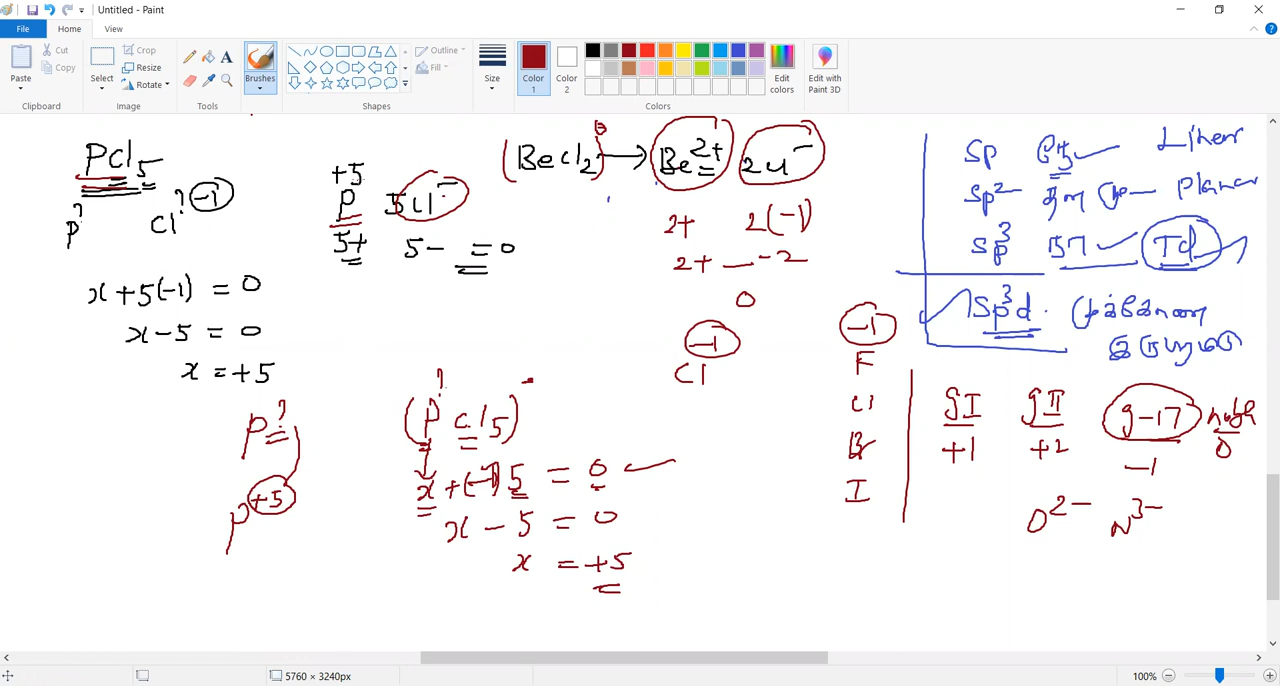 Untitled - Paint
File
Home
View
Paste
Cut
Copy
Clipboard
Select
Crop
Resize
Rotate
Image
Tools
Brushes
Shapes
Outline
Fill
Size
Color 1
Color 2
Edit colors
Edit with Paint 3D
Colors
PCl5
P?
Cl? -1
x+5(-1) = 0
x-5 = 0
x = +5
P?
P+5
+5
P 5Cl-
5+ 5- = 0
(BeCl2)0 → Be2+ 2Cl-
2+ 2(-1)
2+ -2
0
-1
Cl
?
(P Cl5)
x +(-1)5 = 0
x - 5 = 0
x = +5
-1
F
Cl
Br
I
Sp Linear
Sp2 Planar
Sp3 Td
Sp3d
gI gII g-17
+1 +2 -1 0
O2- N3-
5760 × 3240px
100%